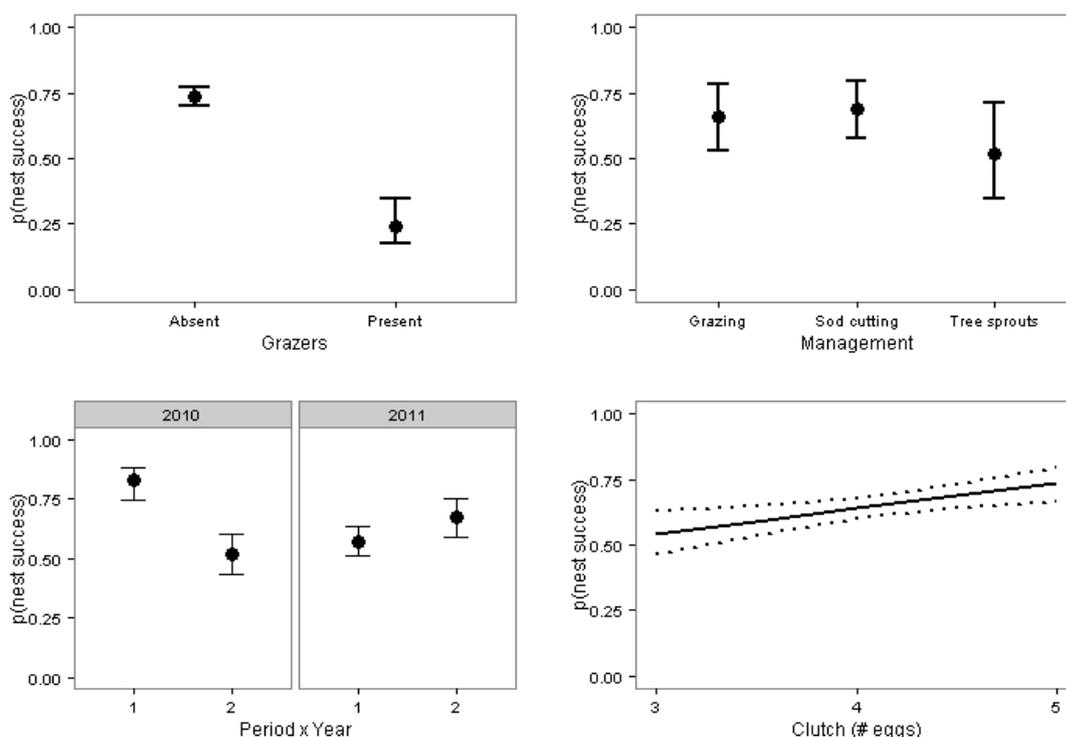 1.00
0.75
0.50
0.25
0.00
p(nest success)
Absent Present
Grazers
1.00
0.75
0.50
0.25
0.00
p(nest success)
Grazing Sod cutting Tree sprouts
Management
2010 2011
1.00
0.75
0.50
0.25
0.00
p(nest success)
1 2 1 2
Period x Year
1.00
0.75
0.50
0.25
0.00
p(nest success)
3 4 5
Clutch (# eggs)